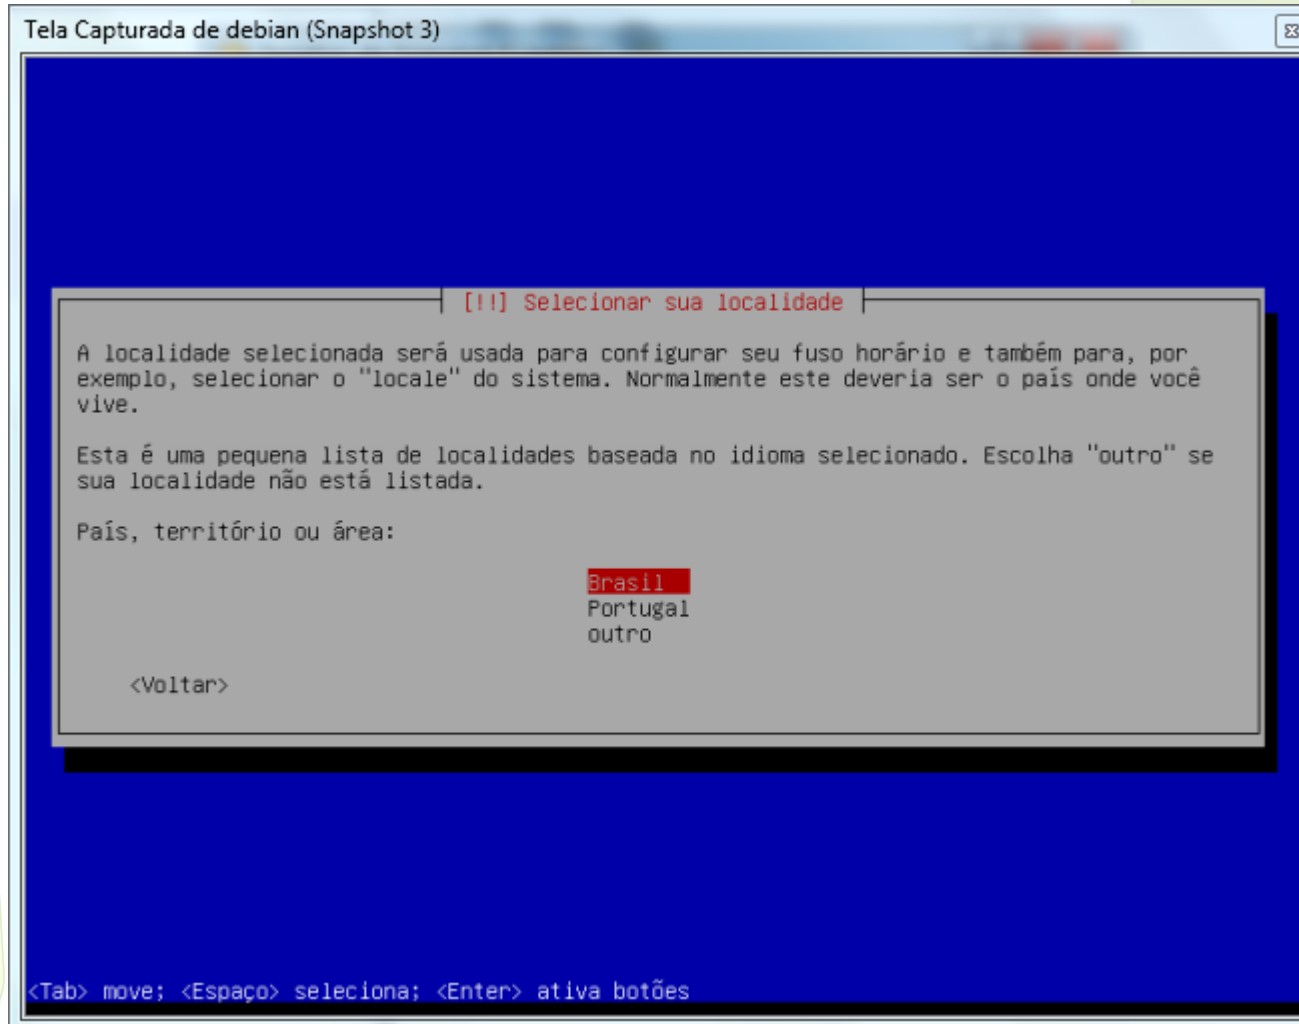 Tela Capturada de debian (Snapshot 3)
[!!] Selecionar sua localidade
A localidade selecionada será usada para configurar seu fuso horário e também para, por
exemplo, selecionar o "locale" do sistema. Normalmente este deveria ser o país onde você
vive.
Esta é uma pequena lista de localidades baseada no idioma selecionado. Escolha "outro" se
sua localidade não está listada.
País, território ou área:
Brasil
Portugal
outro
<Voltar>
<Tab> move; <Espaço> seleciona; <Enter> ativa botões